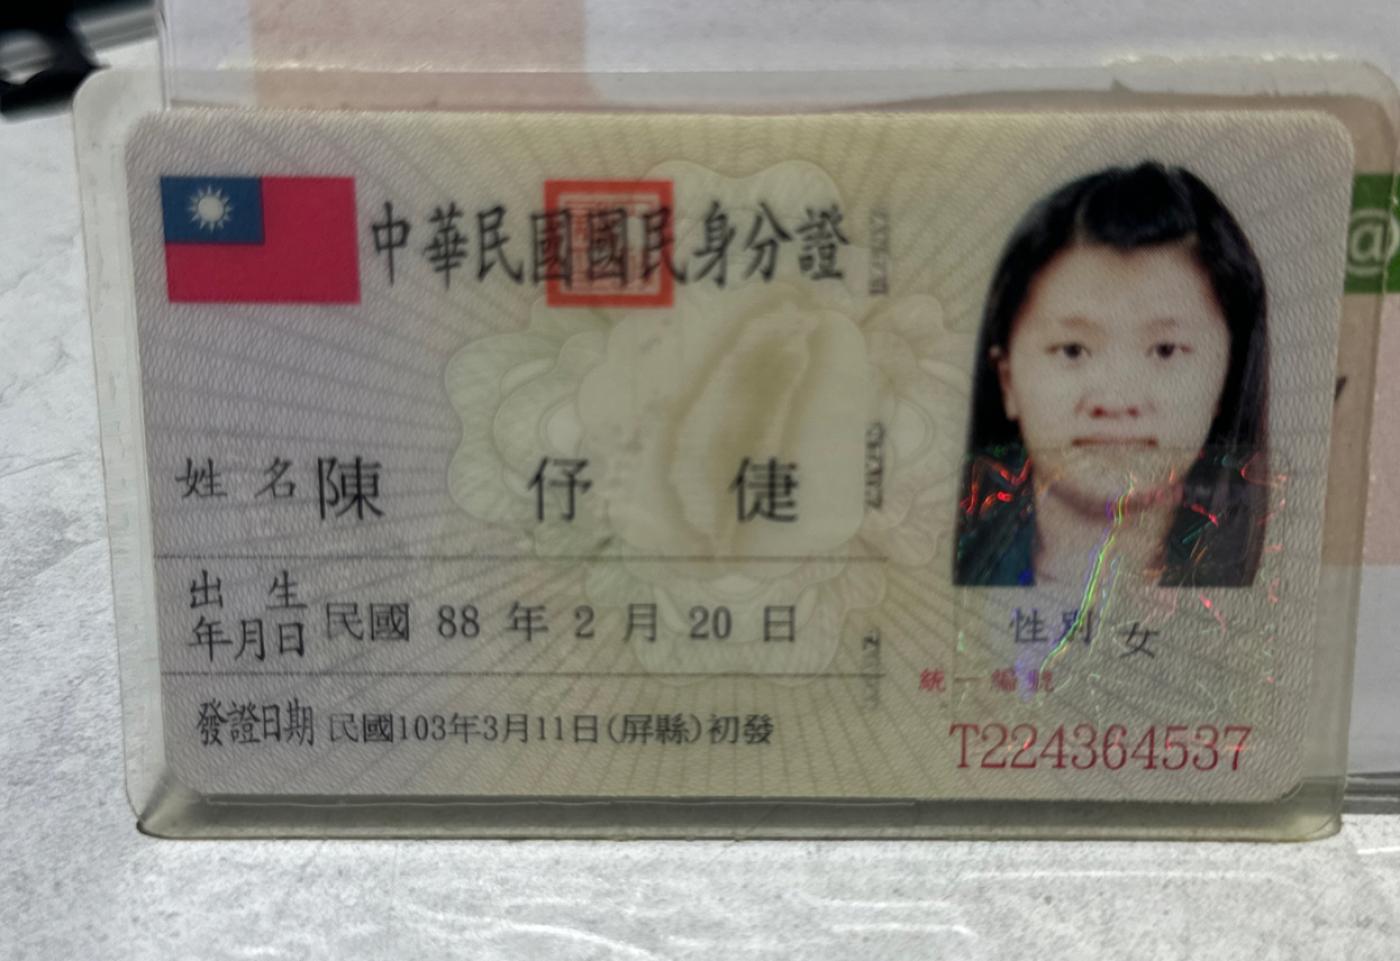 中華民國國民身分證
姓名 陳伃倢
出生年月日 民國 88 年 2 月 20 日
性別 女
統一編號
T224364537
發證日期 民國103年3月11日(屏縣)初發
@